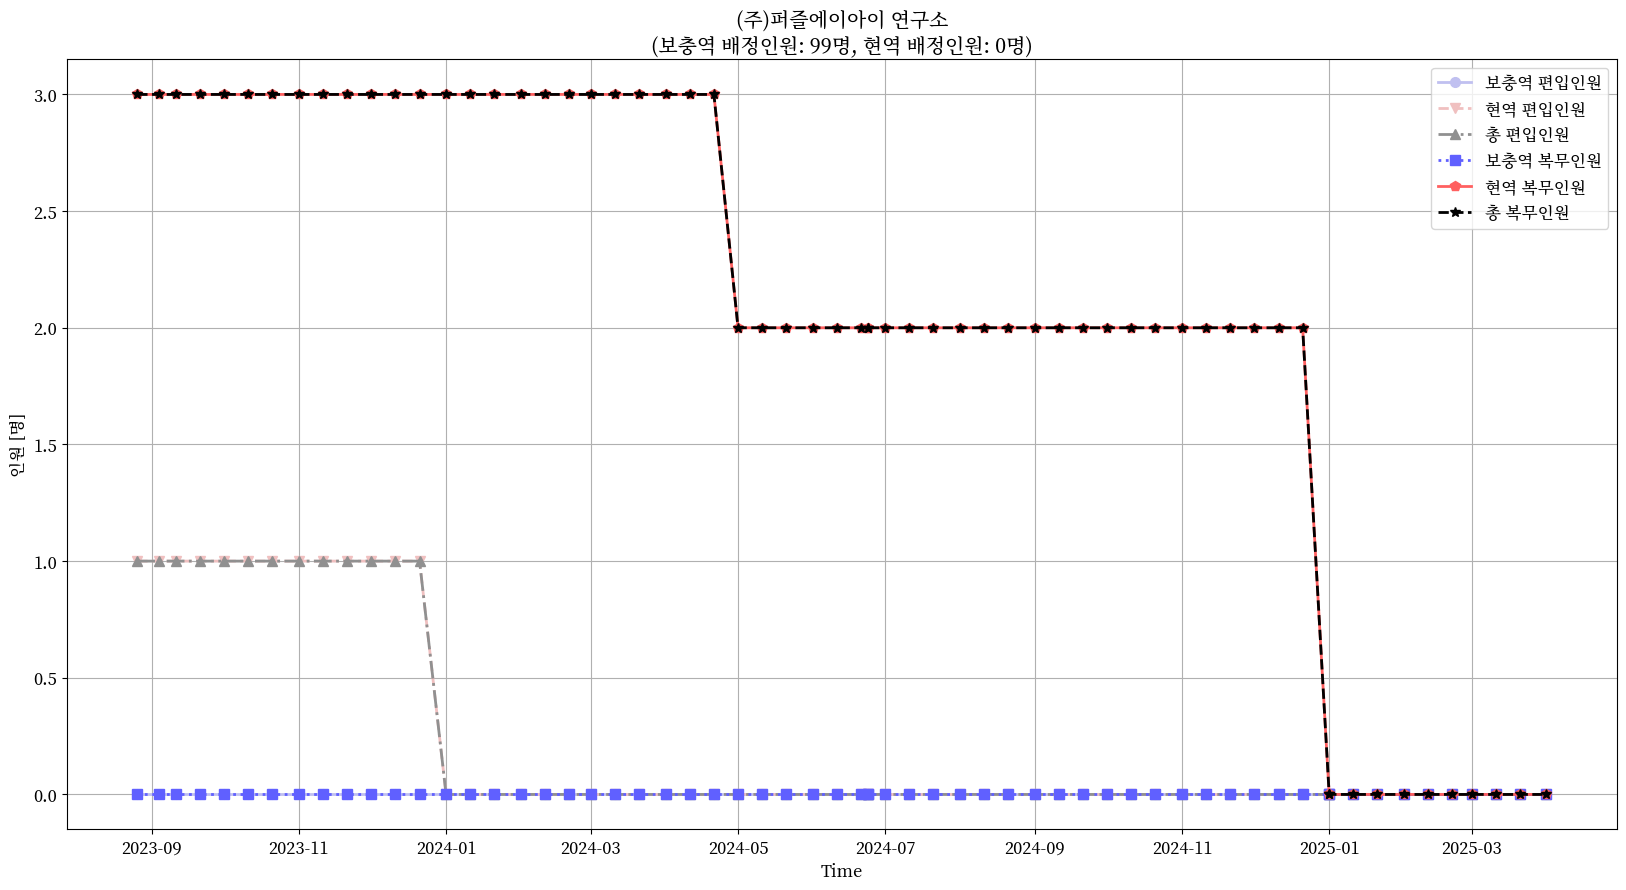 (주)퍼즐에이아이 연구소
(보충역 배정인원: 99명, 현역 배정인원: 0명)
보충역 편입인원
현역 편입인원
총 편입인원
보충역 복무인원
현역 복무인원
총 복무인원
인원 [명]
3.0
2.5
2.0
1.5
1.0
0.5
0.0
2023-09
2023-11
2024-01
2024-03
2024-05
2024-07
2024-09
2024-11
2025-01
2025-03
Time